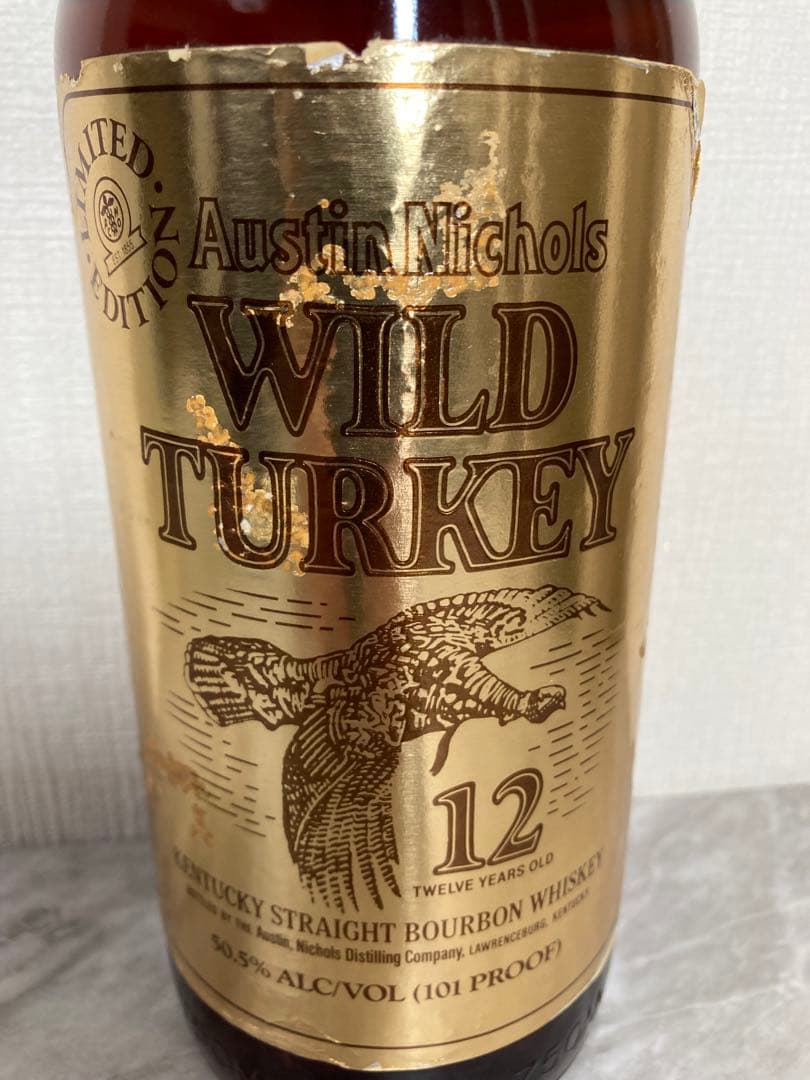 LIMITED · EDITION ·
EST. 1855
Austin Nichols
WILD
TURKEY
12
TWELVE YEARS OLD
KENTUCKY STRAIGHT BOURBON WHISKEY
BOTTLED BY THE Austin, Nichols Distilling Company, LAWRENCEBURG, KENTUCKY
50.5% ALC/VOL (101 PROOF)